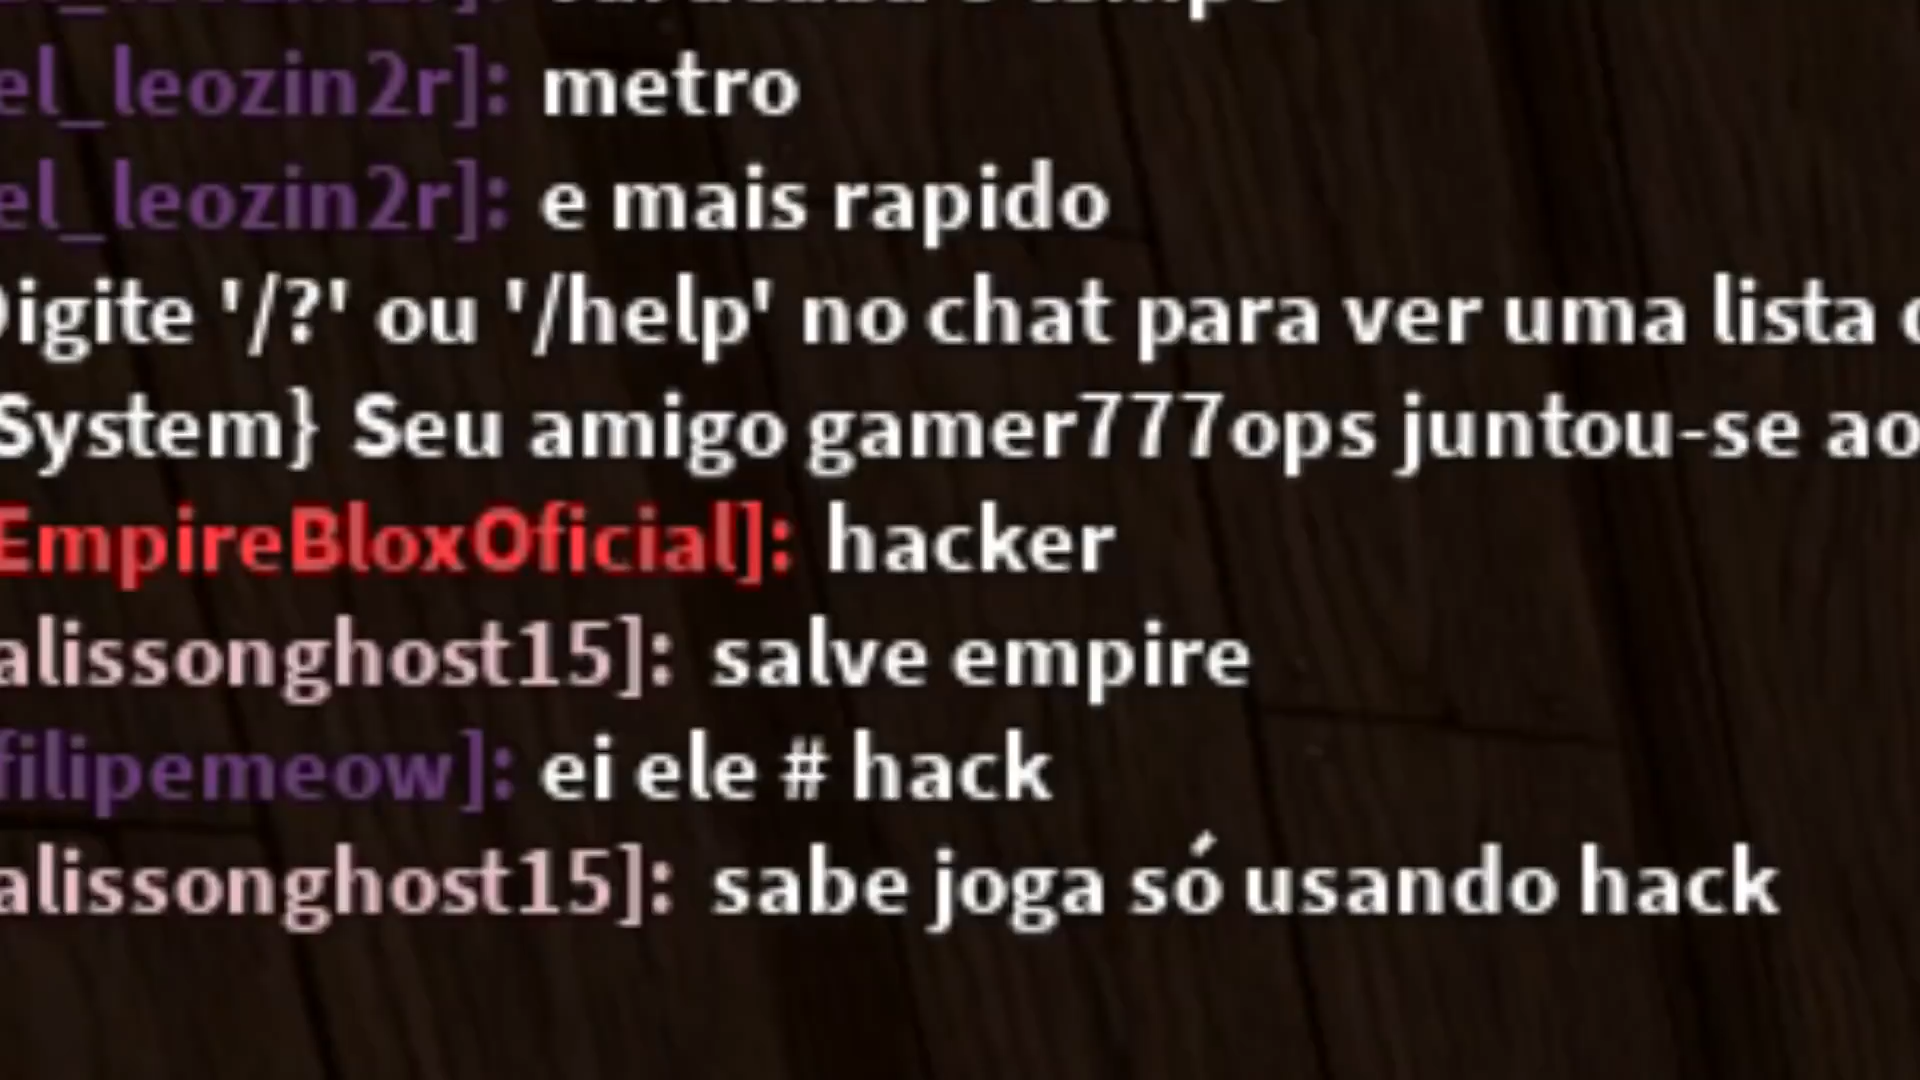 el_leozin2r]: metro
el_leozin2r]: e mais rapido
Digite '/?' ou '/help' no chat para ver uma lista
System} Seu amigo gamer777ops juntou-se ao
EmpireBloxOficial]: hacker
alissonghost15]: salve empire
filipemeow]: ei ele # hack
alissonghost15]: sabe joga só usando hack